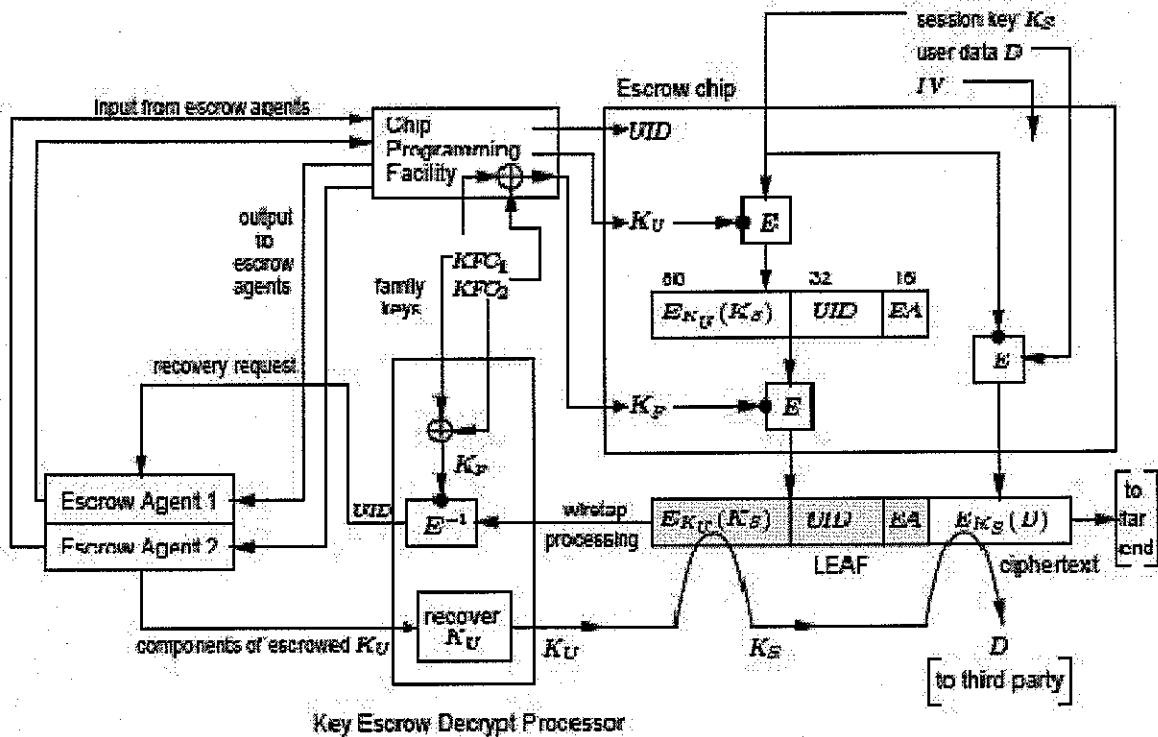 session key K_S
user data D
IV
Escrow chip
Input from escrow agents
Chip
Programming
Facility
UID
output
to
escrow
agents
K_U
E
KFC_1
KFC_2
family
keys
80
32
16
E_{K_U}(K_S)
UID
EA
E
recovery request
K_F
E
K_F
Escrow Agent 1
Escrow Agent 2
UID
E^{-1}
wiretap
processing
E_{K_U}(K_S)
UID
EA
E_{K_S}(D)
to
far
end
LEAF
ciphertext
recover
K_U
components of escrowed K_U
K_U
K_S
D
to third party
Key Escrow Decrypt Processor